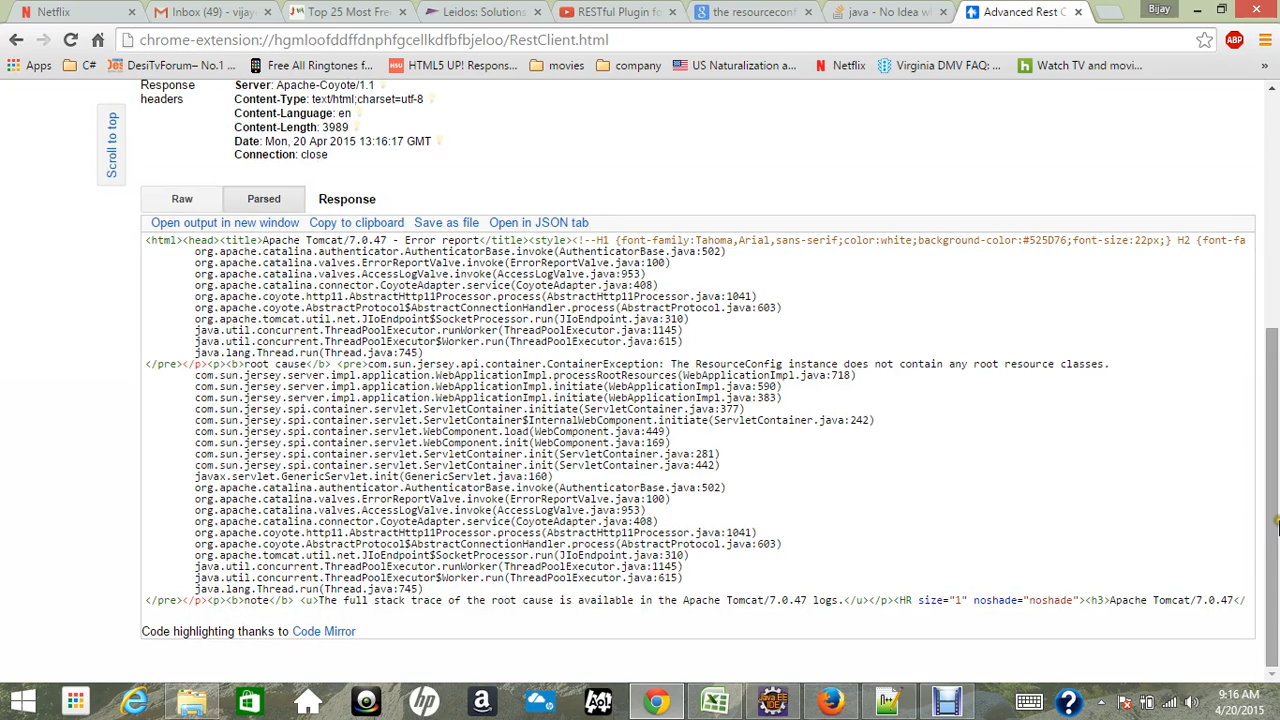 Netflix
Inbox (49) - vijay
Top 25 Most Fre
Leidos: Solutions
RESTful Plugin fo
the resourceconf
java - No Idea w
Advanced Rest C
Bijay
chrome-extension://hgmloofddffdnphfgcellkdfbfbjeloo/RestClient.html
Apps
C#
DesiTvForum– No.1 ...
Free All Ringtones f...
HTML5 UP! Respons...
movies
company
US Naturalization a...
Netflix
Virginia DMV FAQ: ...
Watch TV and movi...
Scroll to top
Response
headers
Server: Apache-Coyote/1.1
Content-Type: text/html;charset=utf-8
Content-Language: en
Content-Length: 3989
Date: Mon, 20 Apr 2015 13:16:17 GMT
Connection: close
Raw
Parsed
Response
Open output in new window
Copy to clipboard
Save as file
Open in JSON tab
<html><head><title>Apache Tomcat/7.0.47 - Error report</title><style><!--H1 {font-family:Tahoma,Arial,sans-serif;color:white;background-color:#525D76;font-size:22px;} H2 {font-fa
org.apache.catalina.authenticator.AuthenticatorBase.invoke(AuthenticatorBase.java:502)
org.apache.catalina.valves.ErrorReportValve.invoke(ErrorReportValve.java:100)
org.apache.catalina.valves.AccessLogValve.invoke(AccessLogValve.java:953)
org.apache.catalina.connector.CoyoteAdapter.service(CoyoteAdapter.java:408)
org.apache.coyote.http11.AbstractHttp11Processor.process(AbstractHttp11Processor.java:1041)
org.apache.coyote.AbstractProtocol$AbstractConnectionHandler.process(AbstractProtocol.java:603)
org.apache.tomcat.util.net.JIoEndpoint$SocketProcessor.run(JIoEndpoint.java:310)
java.util.concurrent.ThreadPoolExecutor.runWorker(ThreadPoolExecutor.java:1145)
java.util.concurrent.ThreadPoolExecutor$Worker.run(ThreadPoolExecutor.java:615)
java.lang.Thread.run(Thread.java:745)
</pre></p><p><b>root cause</b> <pre>com.sun.jersey.api.container.ContainerException: The ResourceConfig instance does not contain any root resource classes.
com.sun.jersey.server.impl.application.WebApplicationImpl.processRootResources(WebApplicationImpl.java:718)
com.sun.jersey.server.impl.application.WebApplicationImpl.initiate(WebApplicationImpl.java:590)
com.sun.jersey.server.impl.application.WebApplicationImpl.initiate(WebApplicationImpl.java:383)
com.sun.jersey.spi.container.servlet.ServletContainer.initiate(ServletContainer.java:377)
com.sun.jersey.spi.container.servlet.ServletContainer$InternalWebComponent.initiate(ServletContainer.java:242)
com.sun.jersey.spi.container.servlet.WebComponent.load(WebComponent.java:449)
com.sun.jersey.spi.container.servlet.WebComponent.init(WebComponent.java:169)
com.sun.jersey.spi.container.servlet.ServletContainer.init(ServletContainer.java:281)
com.sun.jersey.spi.container.servlet.ServletContainer.init(ServletContainer.java:442)
javax.servlet.GenericServlet.init(GenericServlet.java:160)
org.apache.catalina.authenticator.AuthenticatorBase.invoke(AuthenticatorBase.java:502)
org.apache.catalina.valves.ErrorReportValve.invoke(ErrorReportValve.java:100)
org.apache.catalina.valves.AccessLogValve.invoke(AccessLogValve.java:953)
org.apache.catalina.connector.CoyoteAdapter.service(CoyoteAdapter.java:408)
org.apache.coyote.http11.AbstractHttp11Processor.process(AbstractHttp11Processor.java:1041)
org.apache.coyote.AbstractProtocol$AbstractConnectionHandler.process(AbstractProtocol.java:603)
org.apache.tomcat.util.net.JIoEndpoint$SocketProcessor.run(JIoEndpoint.java:310)
java.util.concurrent.ThreadPoolExecutor.runWorker(ThreadPoolExecutor.java:1145)
java.util.concurrent.ThreadPoolExecutor$Worker.run(ThreadPoolExecutor.java:615)
java.lang.Thread.run(Thread.java:745)
</pre></p><p><b>note</b> <u>The full stack trace of the root cause is available in the Apache Tomcat/7.0.47 logs.</u></p><HR size="1" noshade="noshade"><h3>Apache Tomcat/7.0.47</
Code highlighting thanks to Code Mirror
9:16 AM
4/20/2015